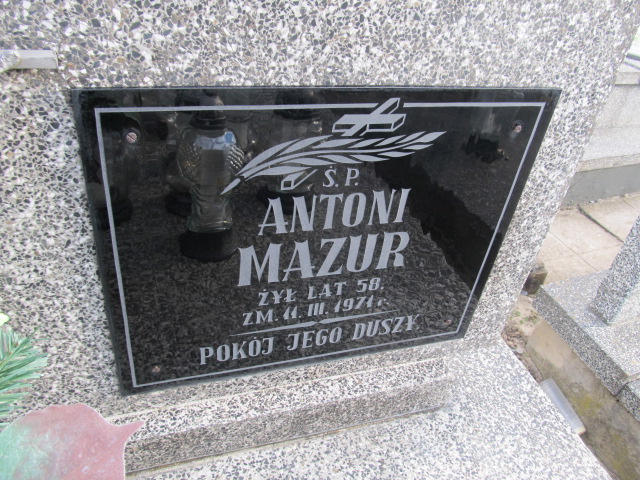 Ś. P.
ANTONI
MAZUR
ŻYŁ LAT 58.
ZM. 11. III. 1971 r.
POKÓJ JEGO DUSZY